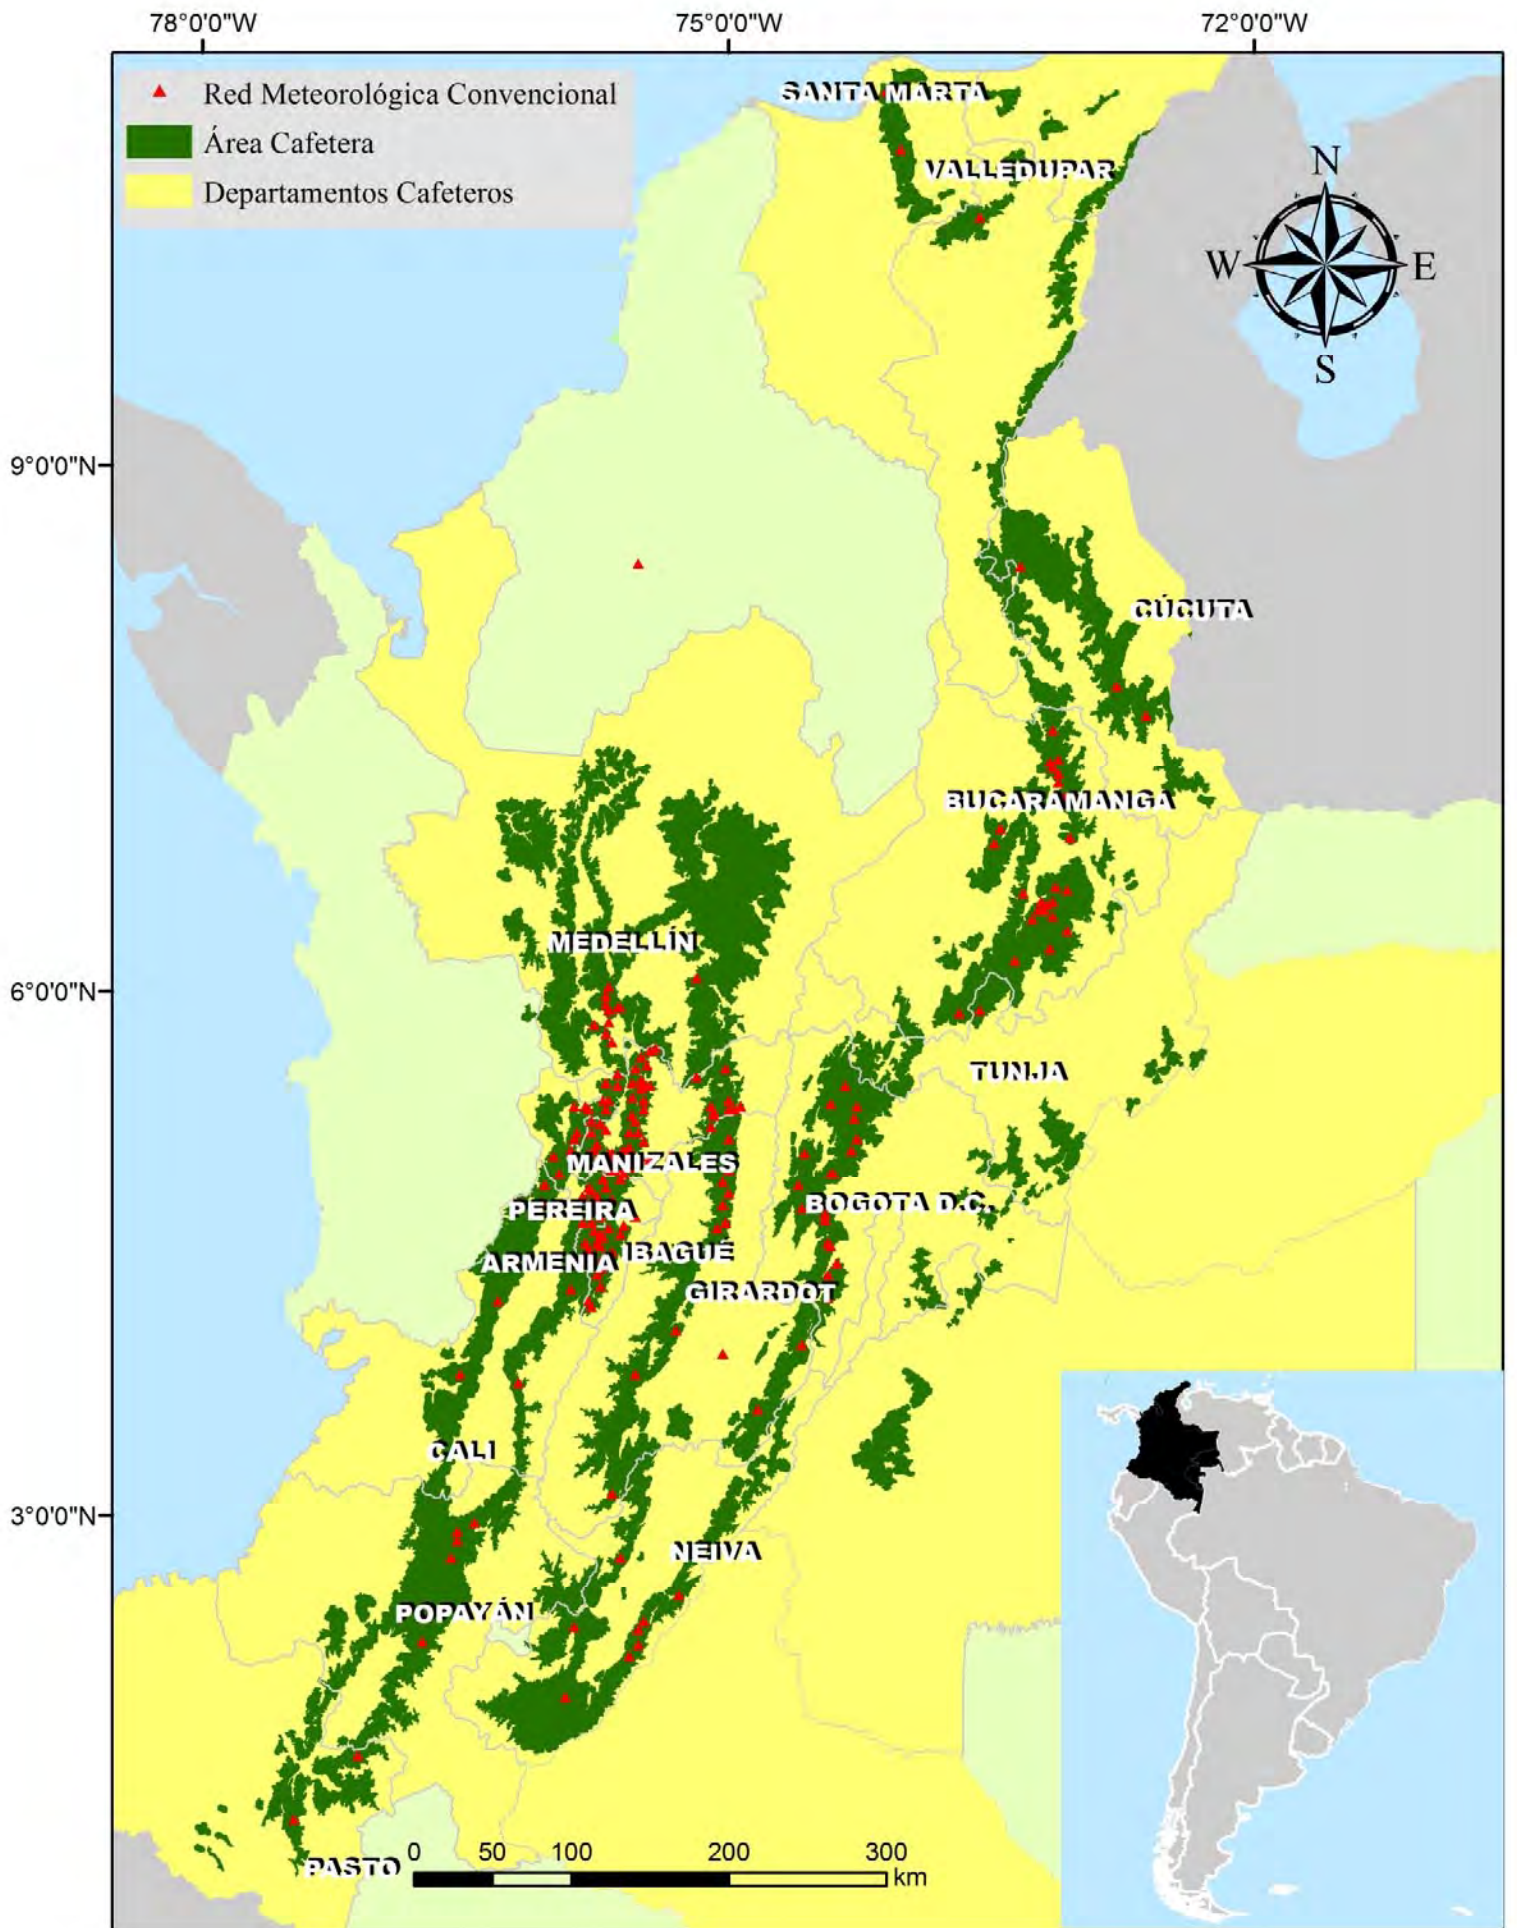 78°0'0"W
75°0'0"W
72°0'0"W
Red Meteorológica Convencional
Área Cafetera
Departamentos Cafeteros
SANTA MARTA
VALLEDUPAR
N
W
E
S
9°0'0"N
CÚCUTA
BUCARAMANGA
MEDELLÍN
6°0'0"N
TUNJA
MANIZALES
PEREIRA
BOGOTA D.C.
ARMENIA
IBAGUÉ
GIRARDOT
CALI
3°0'0"N
NEIVA
POPAYÁN
PASTO
0 50 100 200 300
km